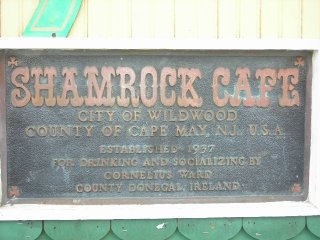 SHAMROCK CAFE
CITY OF WILDWOOD
COUNTY OF CAPE MAY, N.J., U.S.A.
ESTABLISHED 1937
FOR DRINKING AND SOCIALIZING BY
CORNELIUS WARD
COUNTY DONEGAL, IRELAND